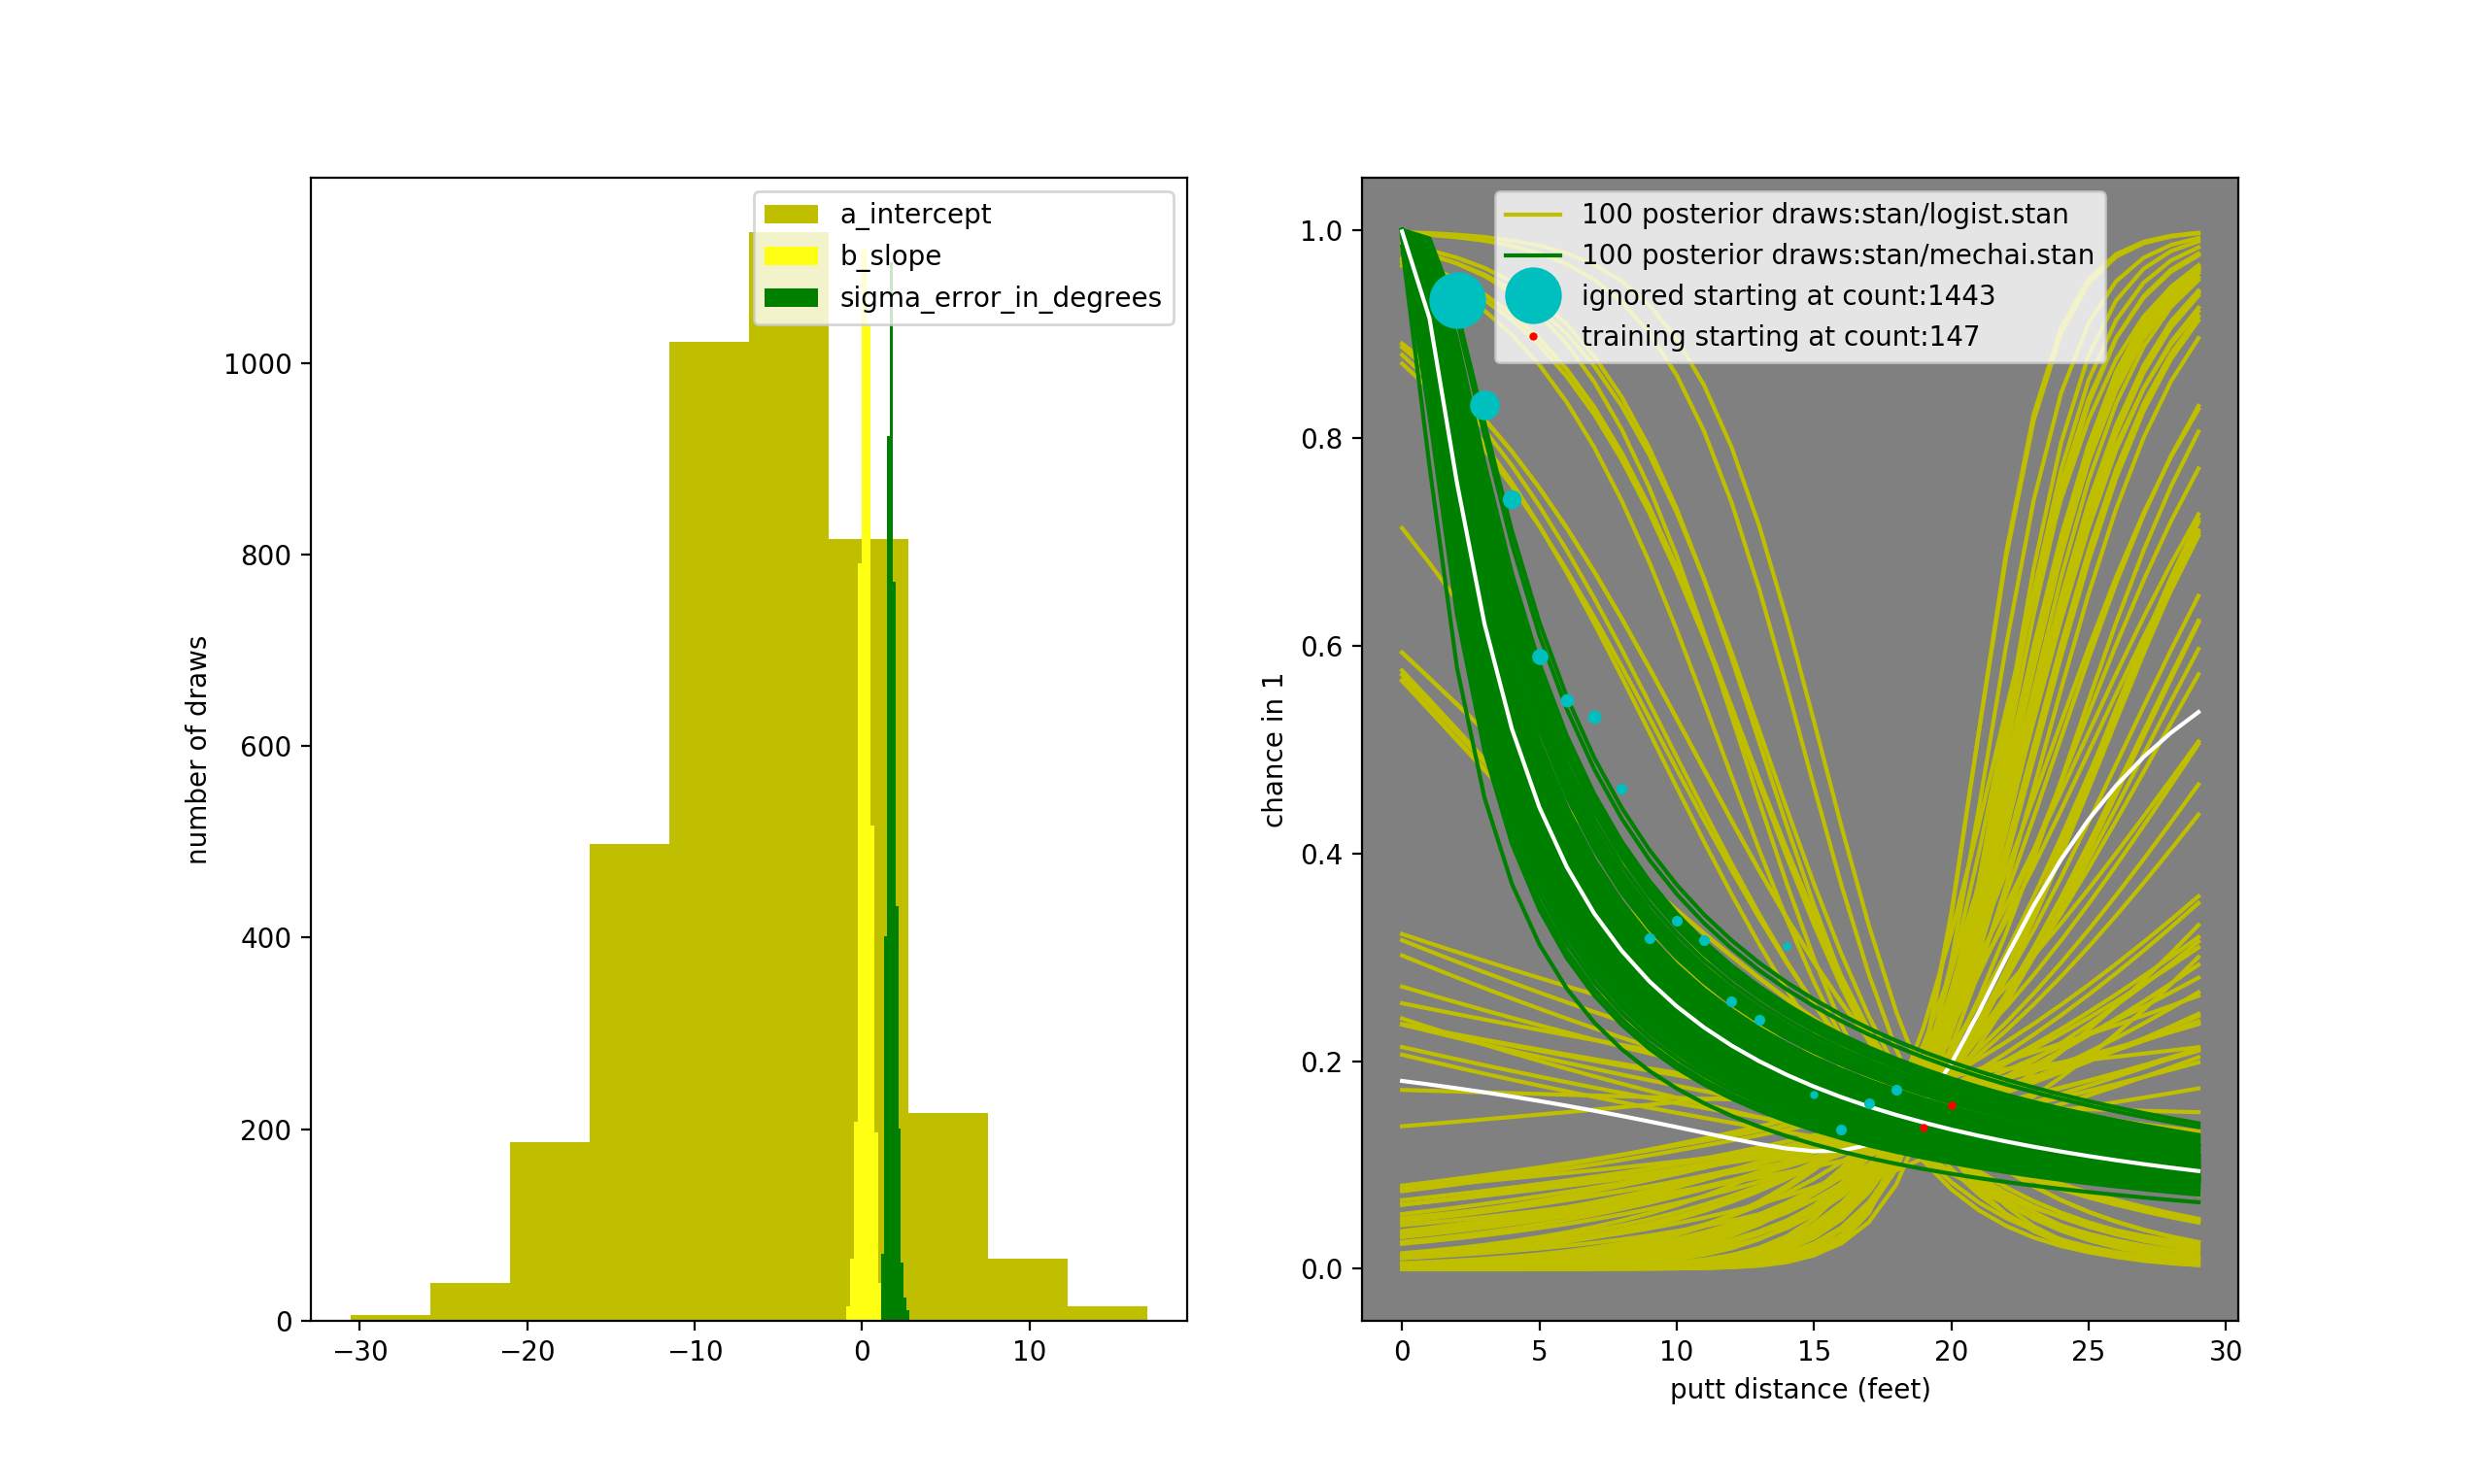 a_intercept
b_slope
sigma_error_in_degrees
number of draws
1000
800
600
400
200
0
−30 −20 −10 0 10
100 posterior draws:stan/logist.stan
100 posterior draws:stan/mechai.stan
ignored starting at count:1443
training starting at count:147
chance in 1
1.0
0.8
0.6
0.4
0.2
0.0
0 5 10 15 20 25 30
putt distance (feet)